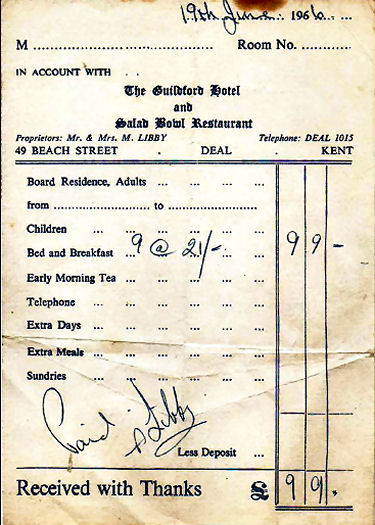 19th June 1966
M .......................................... Room No. ............
IN ACCOUNT WITH . .
The Guildford Hotel
and
Salad Bowl Restaurant
Proprietors: Mr. & Mrs. M. LIBBY Telephone: DEAL 1015
49 BEACH STREET . DEAL . KENT
Board Residence, Adults ... ... ... ...
from ........................ to ........................
Children ... ... ... ... ... ...
Bed and Breakfast 9 @ 21/- 9 9 -
Early Morning Tea ... ... ... ... ...
Telephone ... ... ... ... ... ...
Extra Days ... ... ... ... ... ...
Extra Meals ... ... ... ... ... ...
Sundries ... ... ... ... ... ...
Paid Libby
Less Deposit ...
Received with Thanks £ 9 9 -